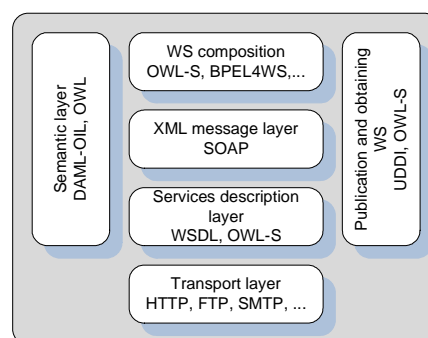 Semantic layer
DAML-OIL, OWL
WS composition
OWL-S, BPEL4WS,...
XML message layer
SOAP
Services description
layer
WSDL, OWL-S
Transport layer
HTTP, FTP, SMTP, ...
Publication and obtaining
WS
UDDI, OWL-S